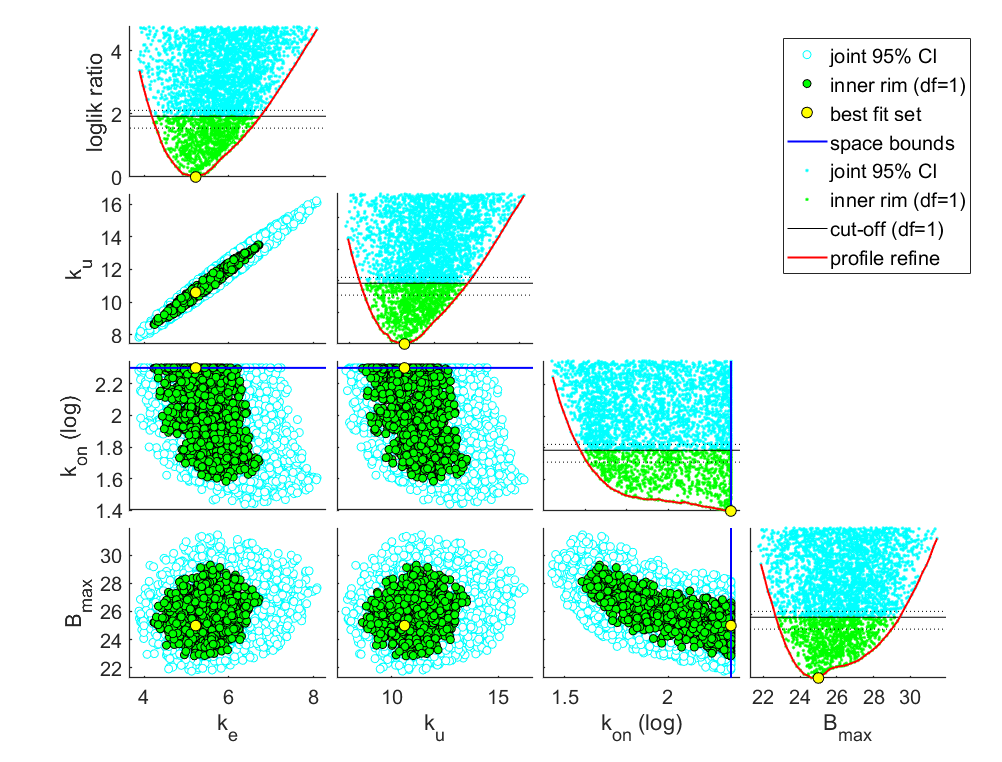 loglik ratio
4
2
0
joint 95% CI
inner rim (df=1)
best fit set
space bounds
joint 95% CI
inner rim (df=1)
cut-off (df=1)
profile refine
k_u
16
14
12
10
8
k_on (log)
2.2
2
1.8
1.6
1.4
B_max
30
28
26
24
22
4 6 8
10 15
1.5 2
22 24 26 28 30
k_e
k_u
k_on (log)
B_max